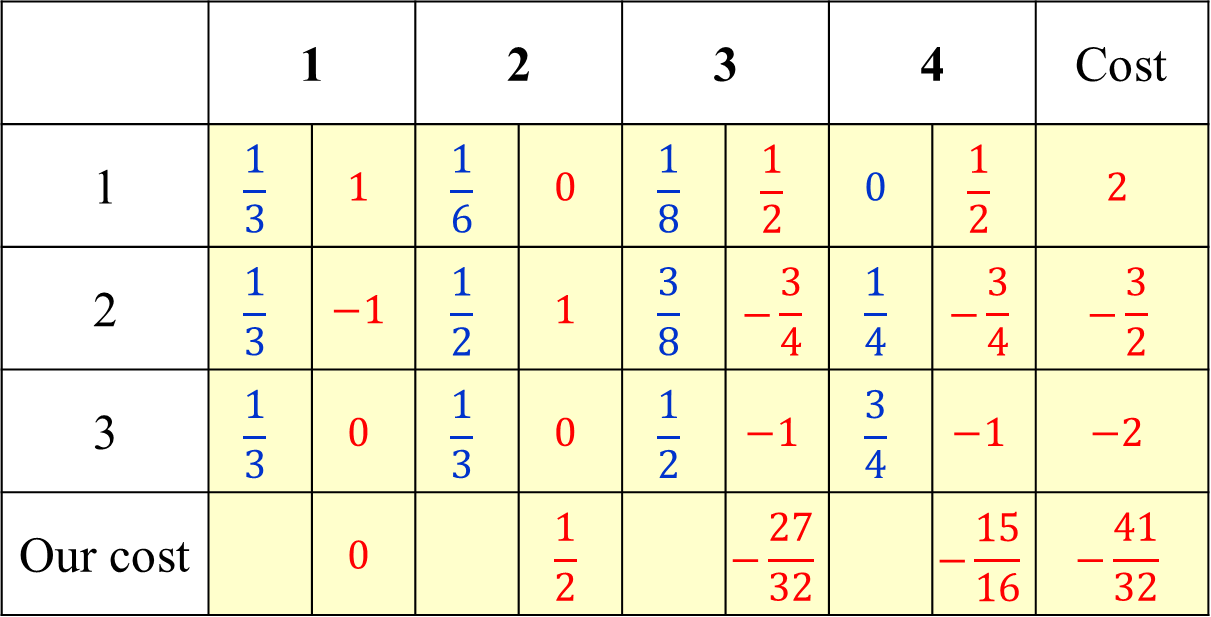 1 2 3 4 Cost
1 1/3 1 1/6 0 1/8 1/2 0 1/2 2
2 1/3 −1 1/2 1 3/8 −3/4 1/4 −3/4 −3/2
3 1/3 0 1/3 0 1/2 −1 3/4 −1 −2
Our cost 0 1/2 −27/32 −15/16 −41/32